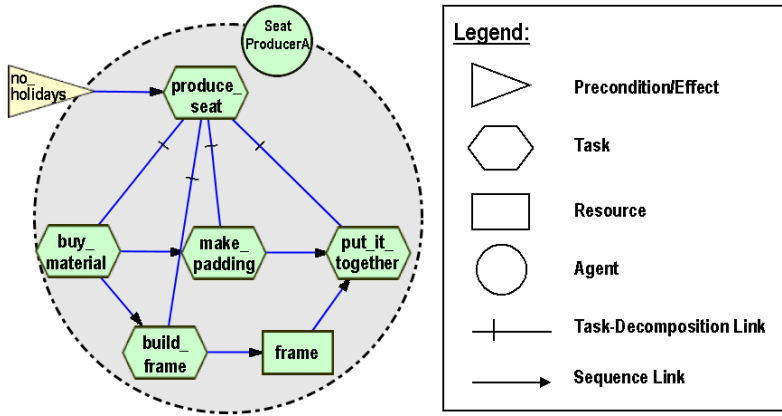 Seat
ProducerA
no_
holidays
produce_
seat
buy_
material
make_
padding
put_it_
together
build_
frame
frame
Legend:
Precondition/Effect
Task
Resource
Agent
Task-Decomposition Link
Sequence Link